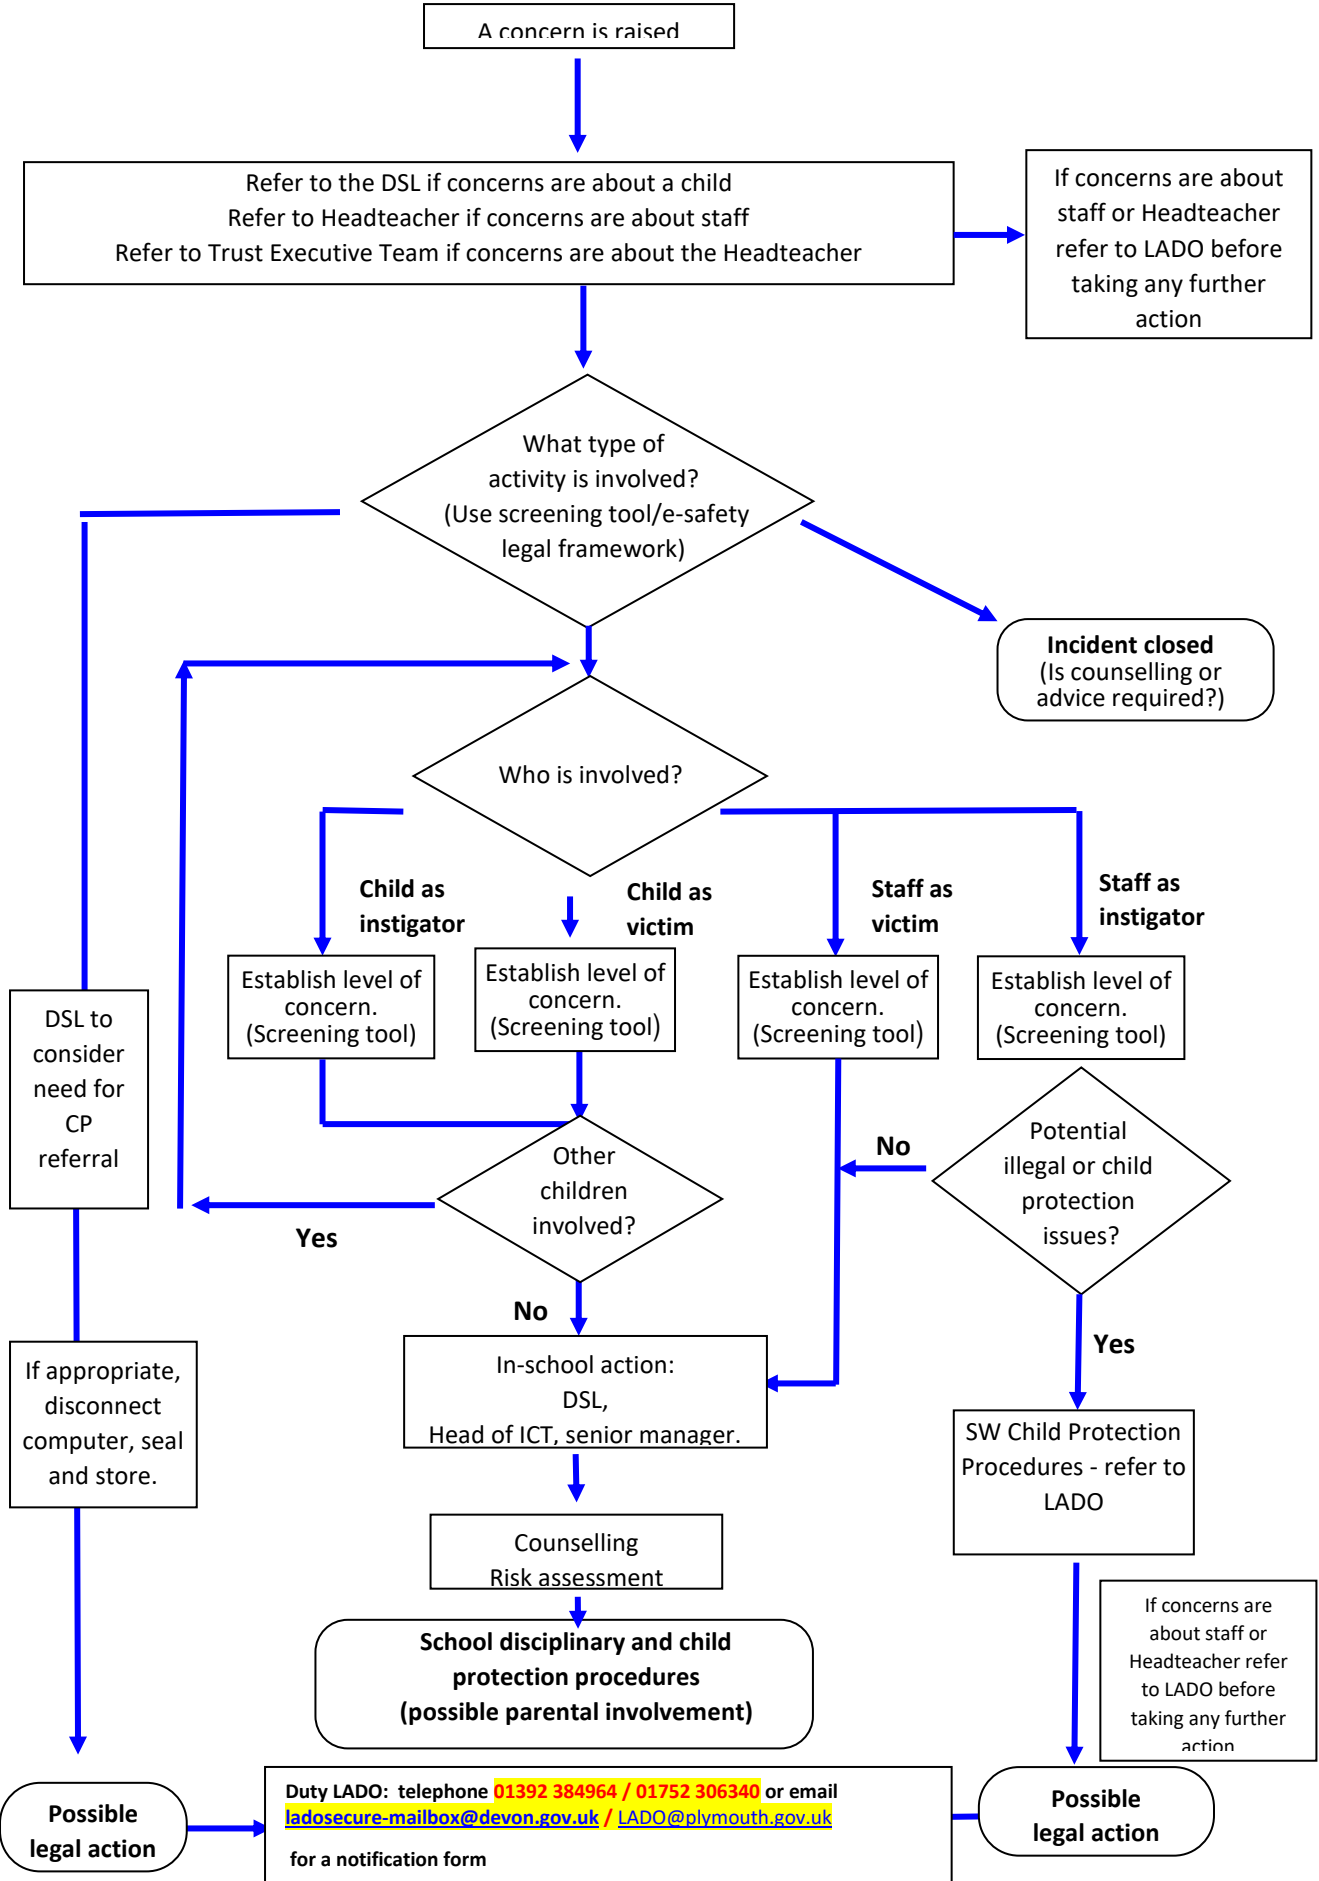 A concern is raised
Refer to the DSL if concerns are about a child
Refer to Headteacher if concerns are about staff
Refer to Trust Executive Team if concerns are about the Headteacher
If concerns are about
staff or Headteacher
refer to LADO before
taking any further
action
What type of
activity is involved?
(Use screening tool/e-safety
legal framework)
Incident closed
(Is counselling or
advice required?)
Who is involved?
Child as
instigator
Child as
victim
Staff as
victim
Staff as
instigator
Establish level of
concern.
(Screening tool)
Establish level of
concern.
(Screening tool)
Establish level of
concern.
(Screening tool)
Establish level of
concern.
(Screening tool)
DSL to
consider
need for
CP
referral
Other
children
involved?
Yes
No
Potential
illegal or child
protection
issues?
No
Yes
If appropriate,
disconnect
computer, seal
and store.
In-school action:
DSL,
Head of ICT, senior manager.
SW Child Protection
Procedures - refer to
LADO
Counselling
Risk assessment
If concerns are
about staff or
Headteacher refer
to LADO before
taking any further
action
School disciplinary and child
protection procedures
(possible parental involvement)
Possible
legal action
Duty LADO: telephone 01392 384964 / 01752 306340 or email
ladosecure-mailbox@devon.gov.uk / LADO@plymouth.gov.uk
for a notification form
Possible
legal action